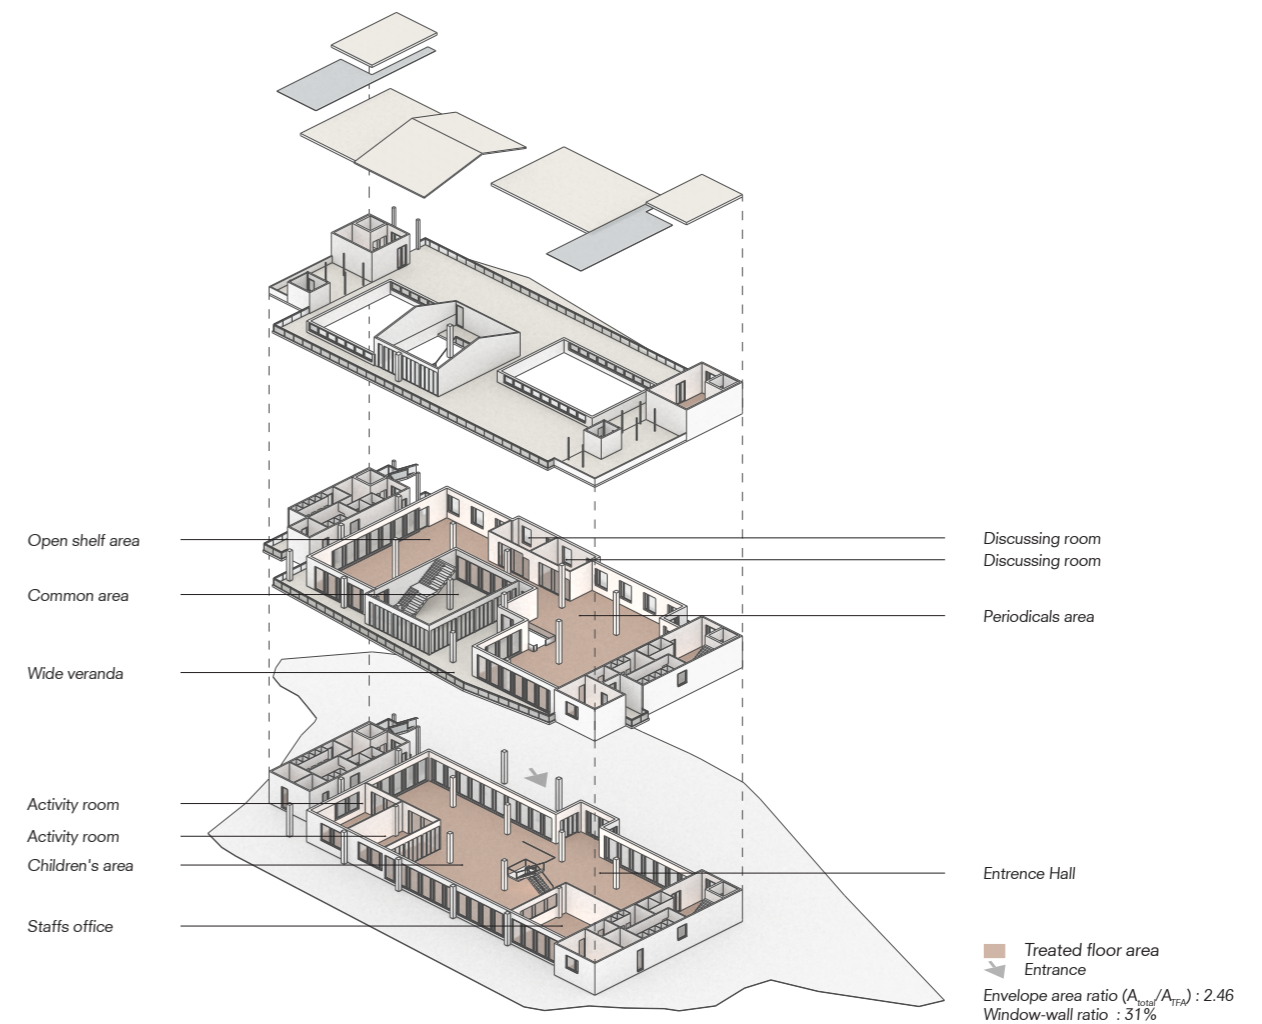 Open shelf area
Common area
Wide veranda
Discussing room
Discussing room
Periodicals area
Activity room
Activity room
Children's area
Staffs office
Entrence Hall
Treated floor area
Entrance
Envelope area ratio (Atotal/ATFA) : 2.46
Window-wall ratio : 31%